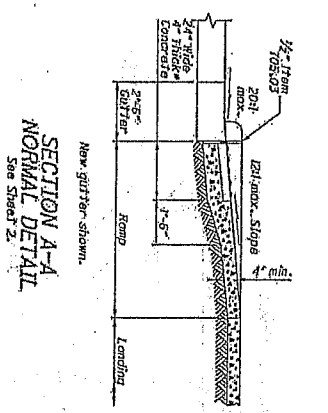 ½" Item
705.03
20:1
max.
12:1 max. Slope
4" min.
24" Wide
4" Thick*
Concrete
2'-6"
Gutter
1'-6"
Ramp
Landing
New gutter shown.
SECTION A-A
NORMAL DETAIL
See Sheet 2.